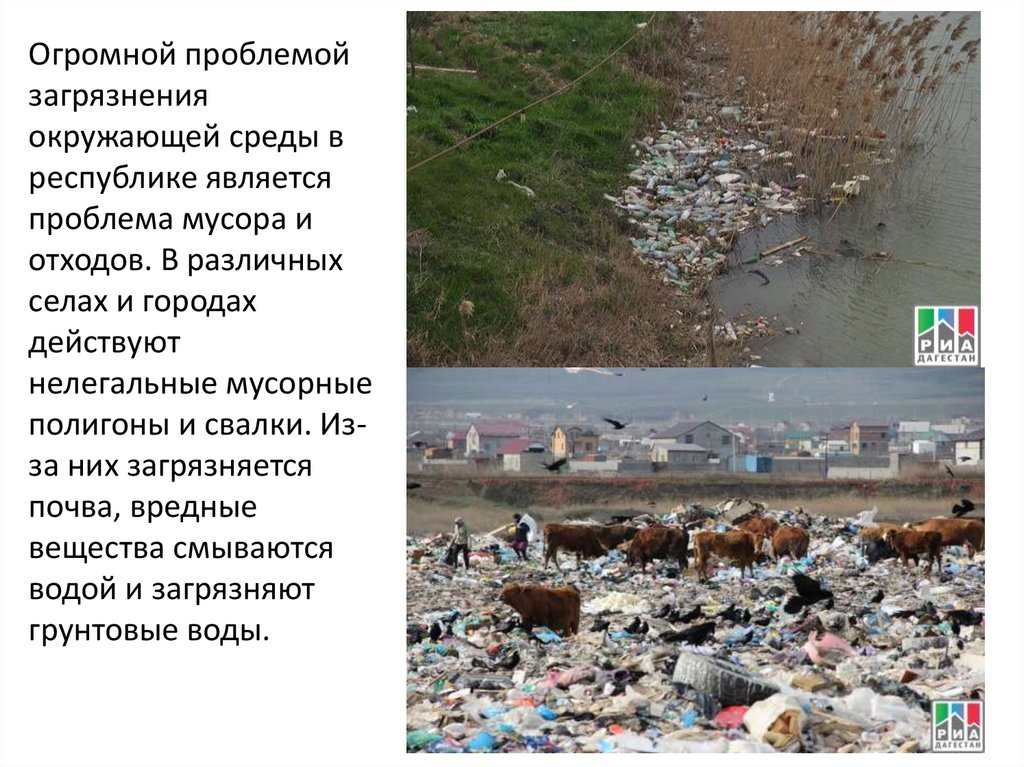 Огромной проблемой
загрязнения
окружающей среды в
республике является
проблема мусора и
отходов. В различных
селах и городах
действуют
нелегальные мусорные
полигоны и свалки. Из-
за них загрязняется
почва, вредные
вещества смываются
водой и загрязняют
грунтовые воды.
РИА
ДАГЕСТАН
РИА
ДАГЕСТАН